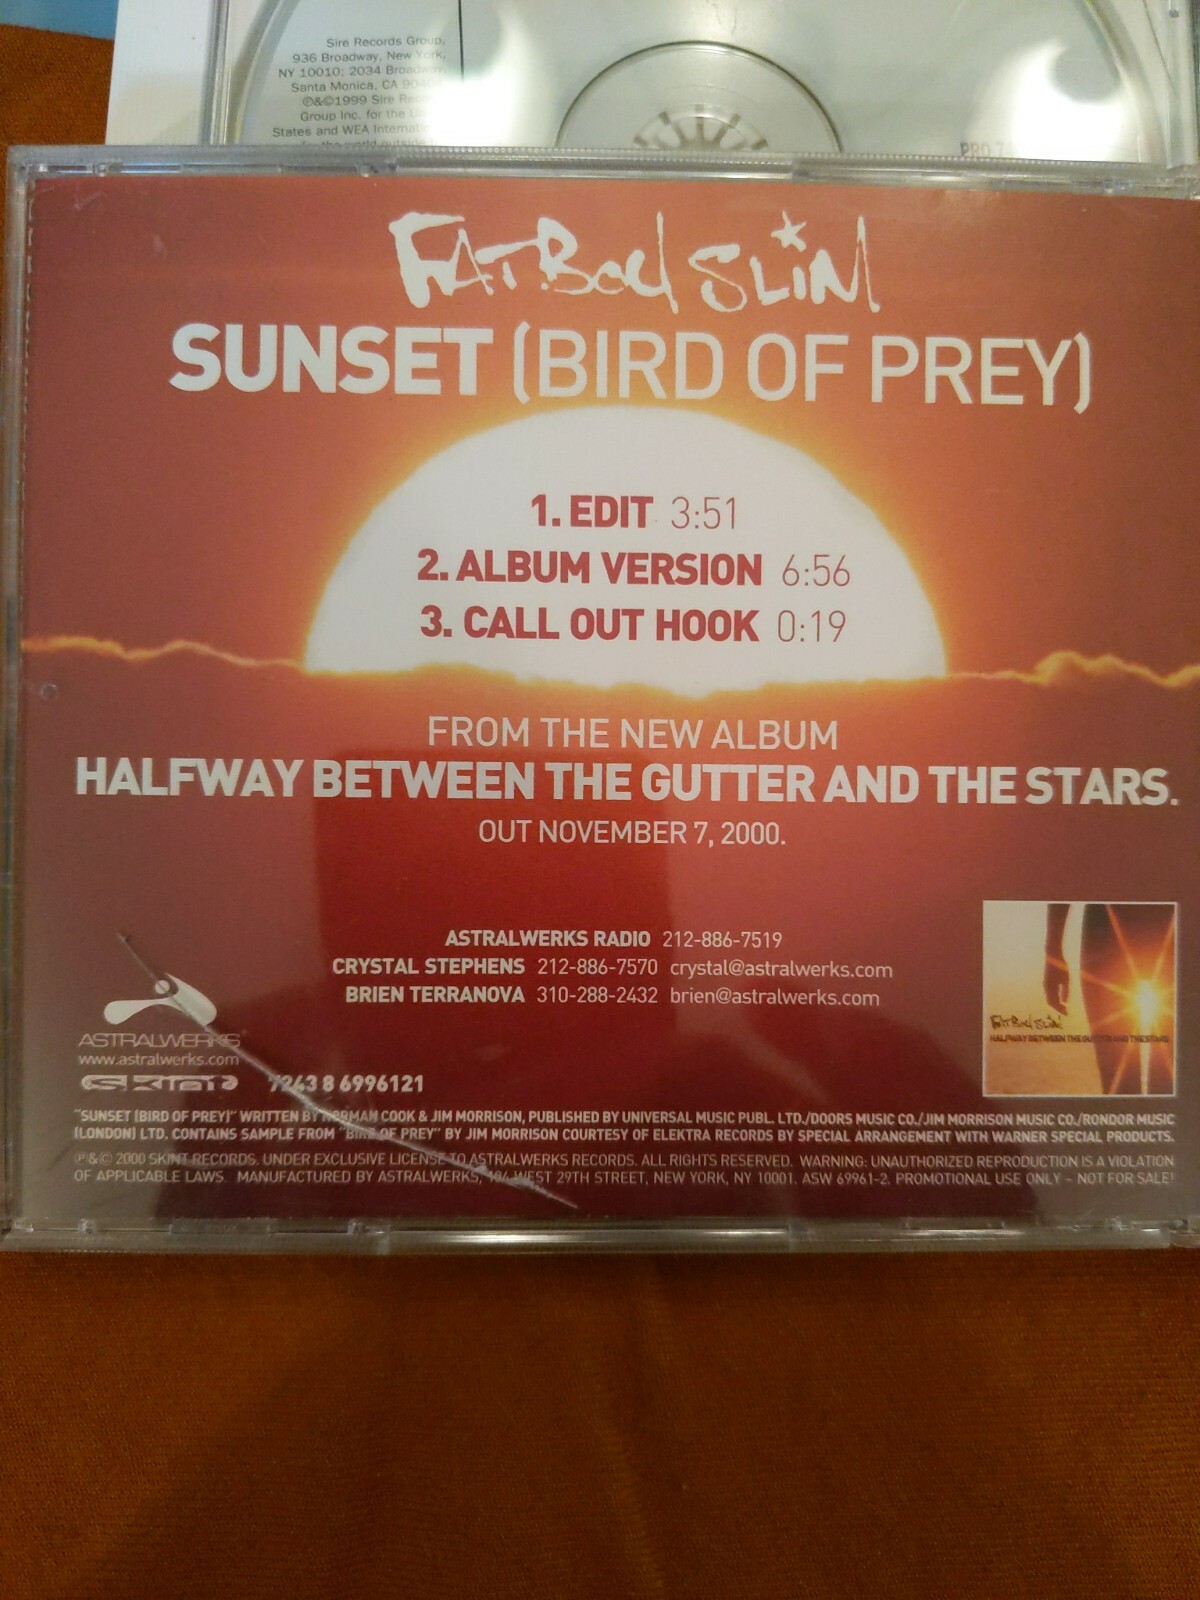 Sire Records Group,
936 Broadway, New York,
NY 10010; 2034 Broadway,
Santa Monica, CA
℗&©1999 Sire
Group Inc. for the
States and WEA
for the world outside
PRO
FATBOY SLIM
SUNSET (BIRD OF PREY)
1. EDIT 3:51
2. ALBUM VERSION 6:56
3. CALL OUT HOOK 0:19
FROM THE NEW ALBUM
HALFWAY BETWEEN THE GUTTER AND THE STARS.
OUT NOVEMBER 7, 2000.
ASTRALWERKS RADIO 212-886-7519
CRYSTAL STEPHENS 212-886-7570 crystal@astralwerks.com
BRIEN TERRANOVA 310-288-2432 brien@astralwerks.com
FATBOY SLIM
HALFWAY BETWEEN THE GUTTER AND THE STARS
ASTRALWERKS®
www.astralwerks.com
SKINT 7243 8 6996121
"SUNSET (BIRD OF PREY)" WRITTEN BY NORMAN COOK & JIM MORRISON, PUBLISHED BY UNIVERSAL MUSIC PUBL. LTD./DOORS MUSIC CO./JIM MORRISON MUSIC CO./RONDOR MUSIC
(LONDON) LTD. CONTAINS SAMPLE FROM "BIRD OF PREY" BY JIM MORRISON COURTESY OF ELEKTRA RECORDS BY SPECIAL ARRANGEMENT WITH WARNER SPECIAL PRODUCTS.
℗&© 2000 SKINT RECORDS. UNDER EXCLUSIVE LICENSE TO ASTRALWERKS RECORDS. ALL RIGHTS RESERVED. WARNING: UNAUTHORIZED REPRODUCTION IS A VIOLATION
OF APPLICABLE LAWS. MANUFACTURED BY ASTRALWERKS, 104 WEST 29TH STREET, NEW YORK, NY 10001. ASW 69961-2. PROMOTIONAL USE ONLY – NOT FOR SALE!